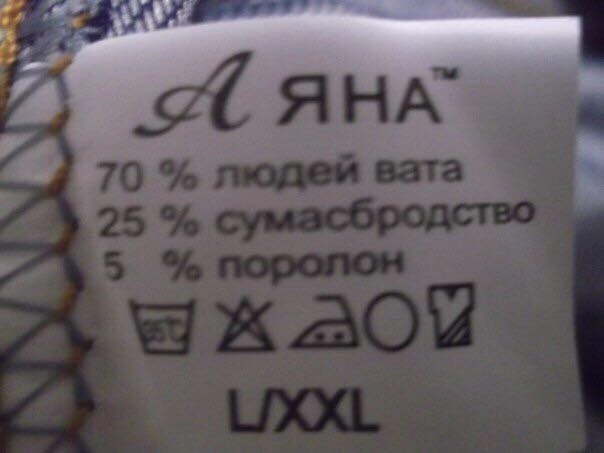 А ЯНА™
70 % людей вата
25 % сумасбродство
5 % поролон
95°C
L/XXL